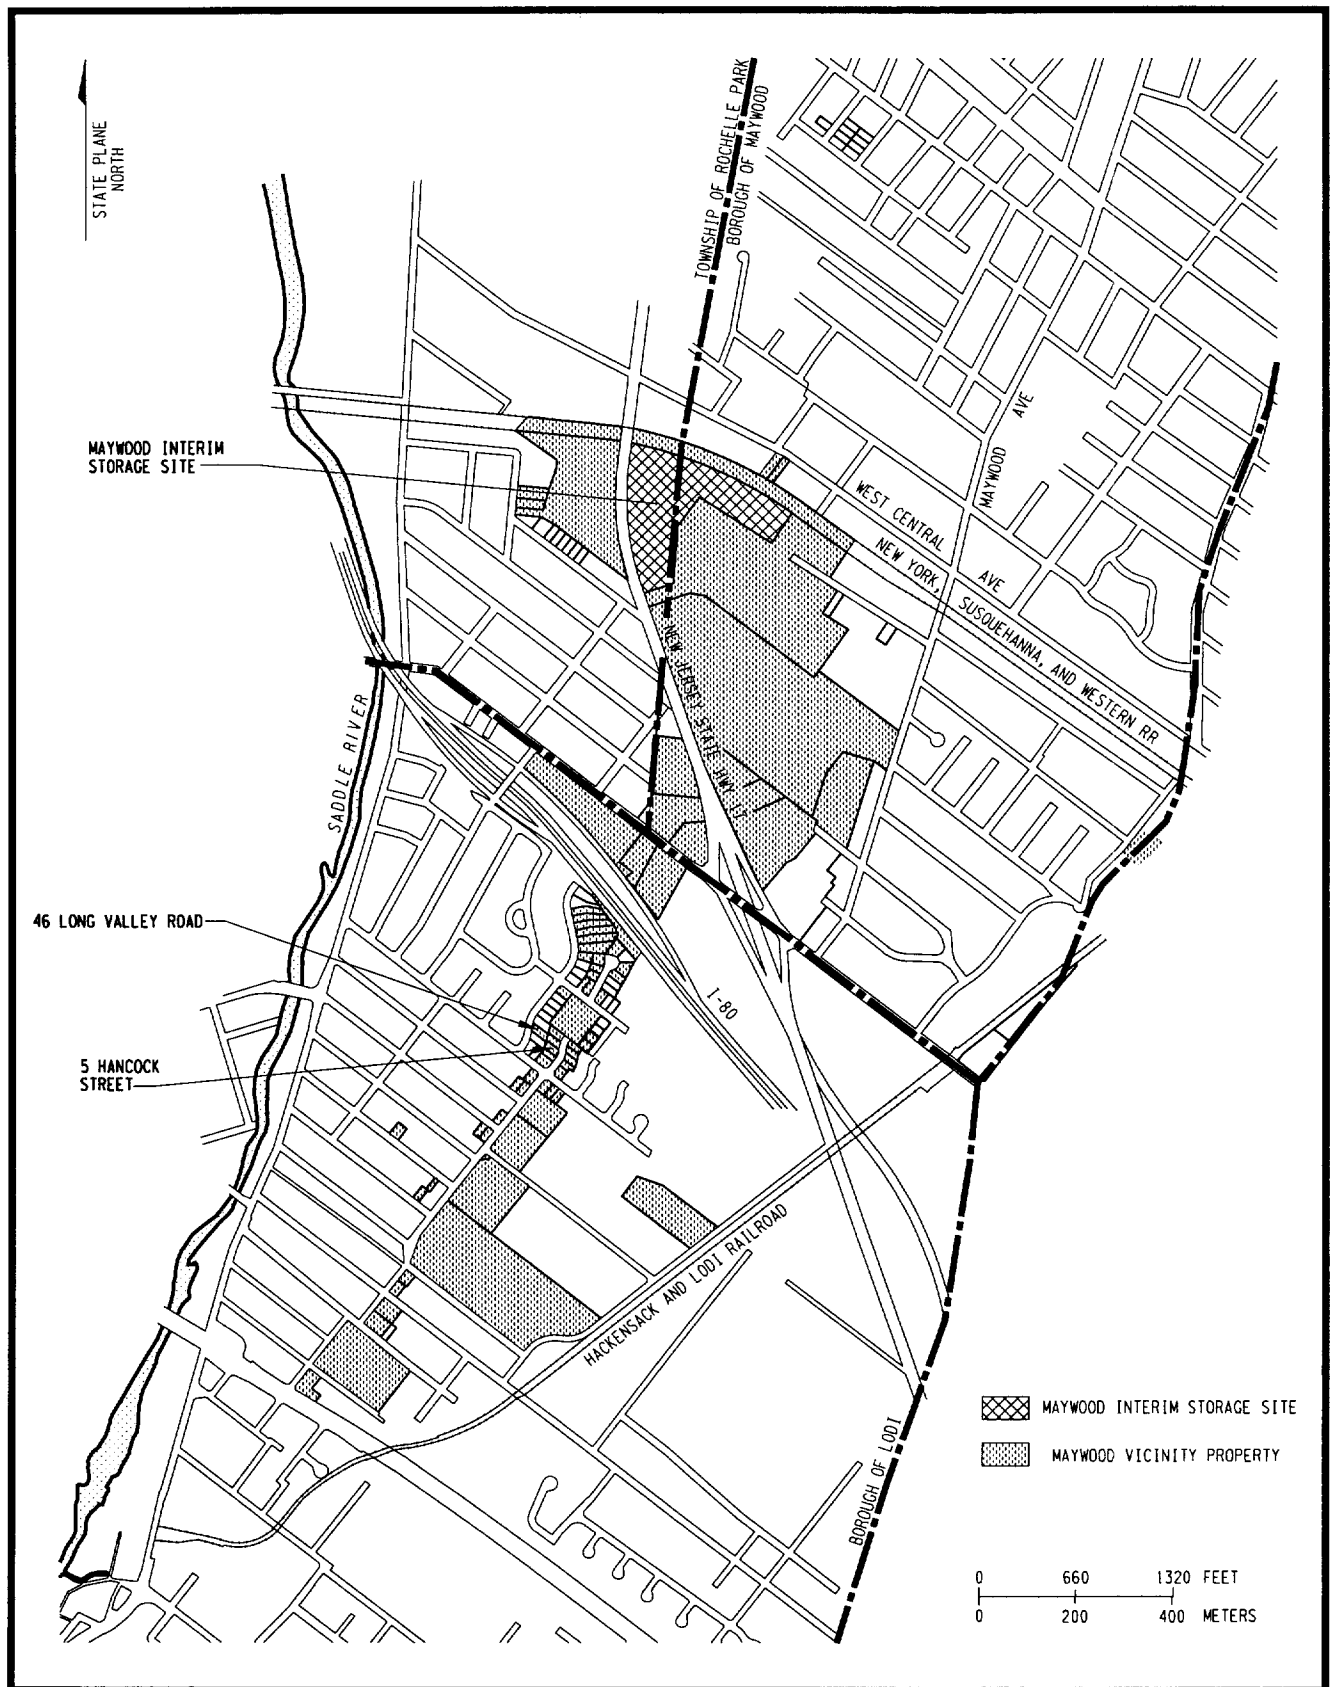 STATE PLANE
NORTH
TOWNSHIP OF ROCHELLE PARK
BOROUGH OF MAYWOOD
MAYWOOD INTERIM
STORAGE SITE
MAYWOOD AVE
WEST CENTRAL AVE
NEW YORK, SUSQUEHANNA, AND WESTERN RR
NEW JERSEY STATE HWY 17
SADDLE RIVER
46 LONG VALLEY ROAD
I-80
5 HANCOCK
STREET
HACKENSACK AND LODI RAILROAD
BOROUGH OF LODI
MAYWOOD INTERIM STORAGE SITE
MAYWOOD VICINITY PROPERTY
0 660 1320 FEET
0 200 400 METERS